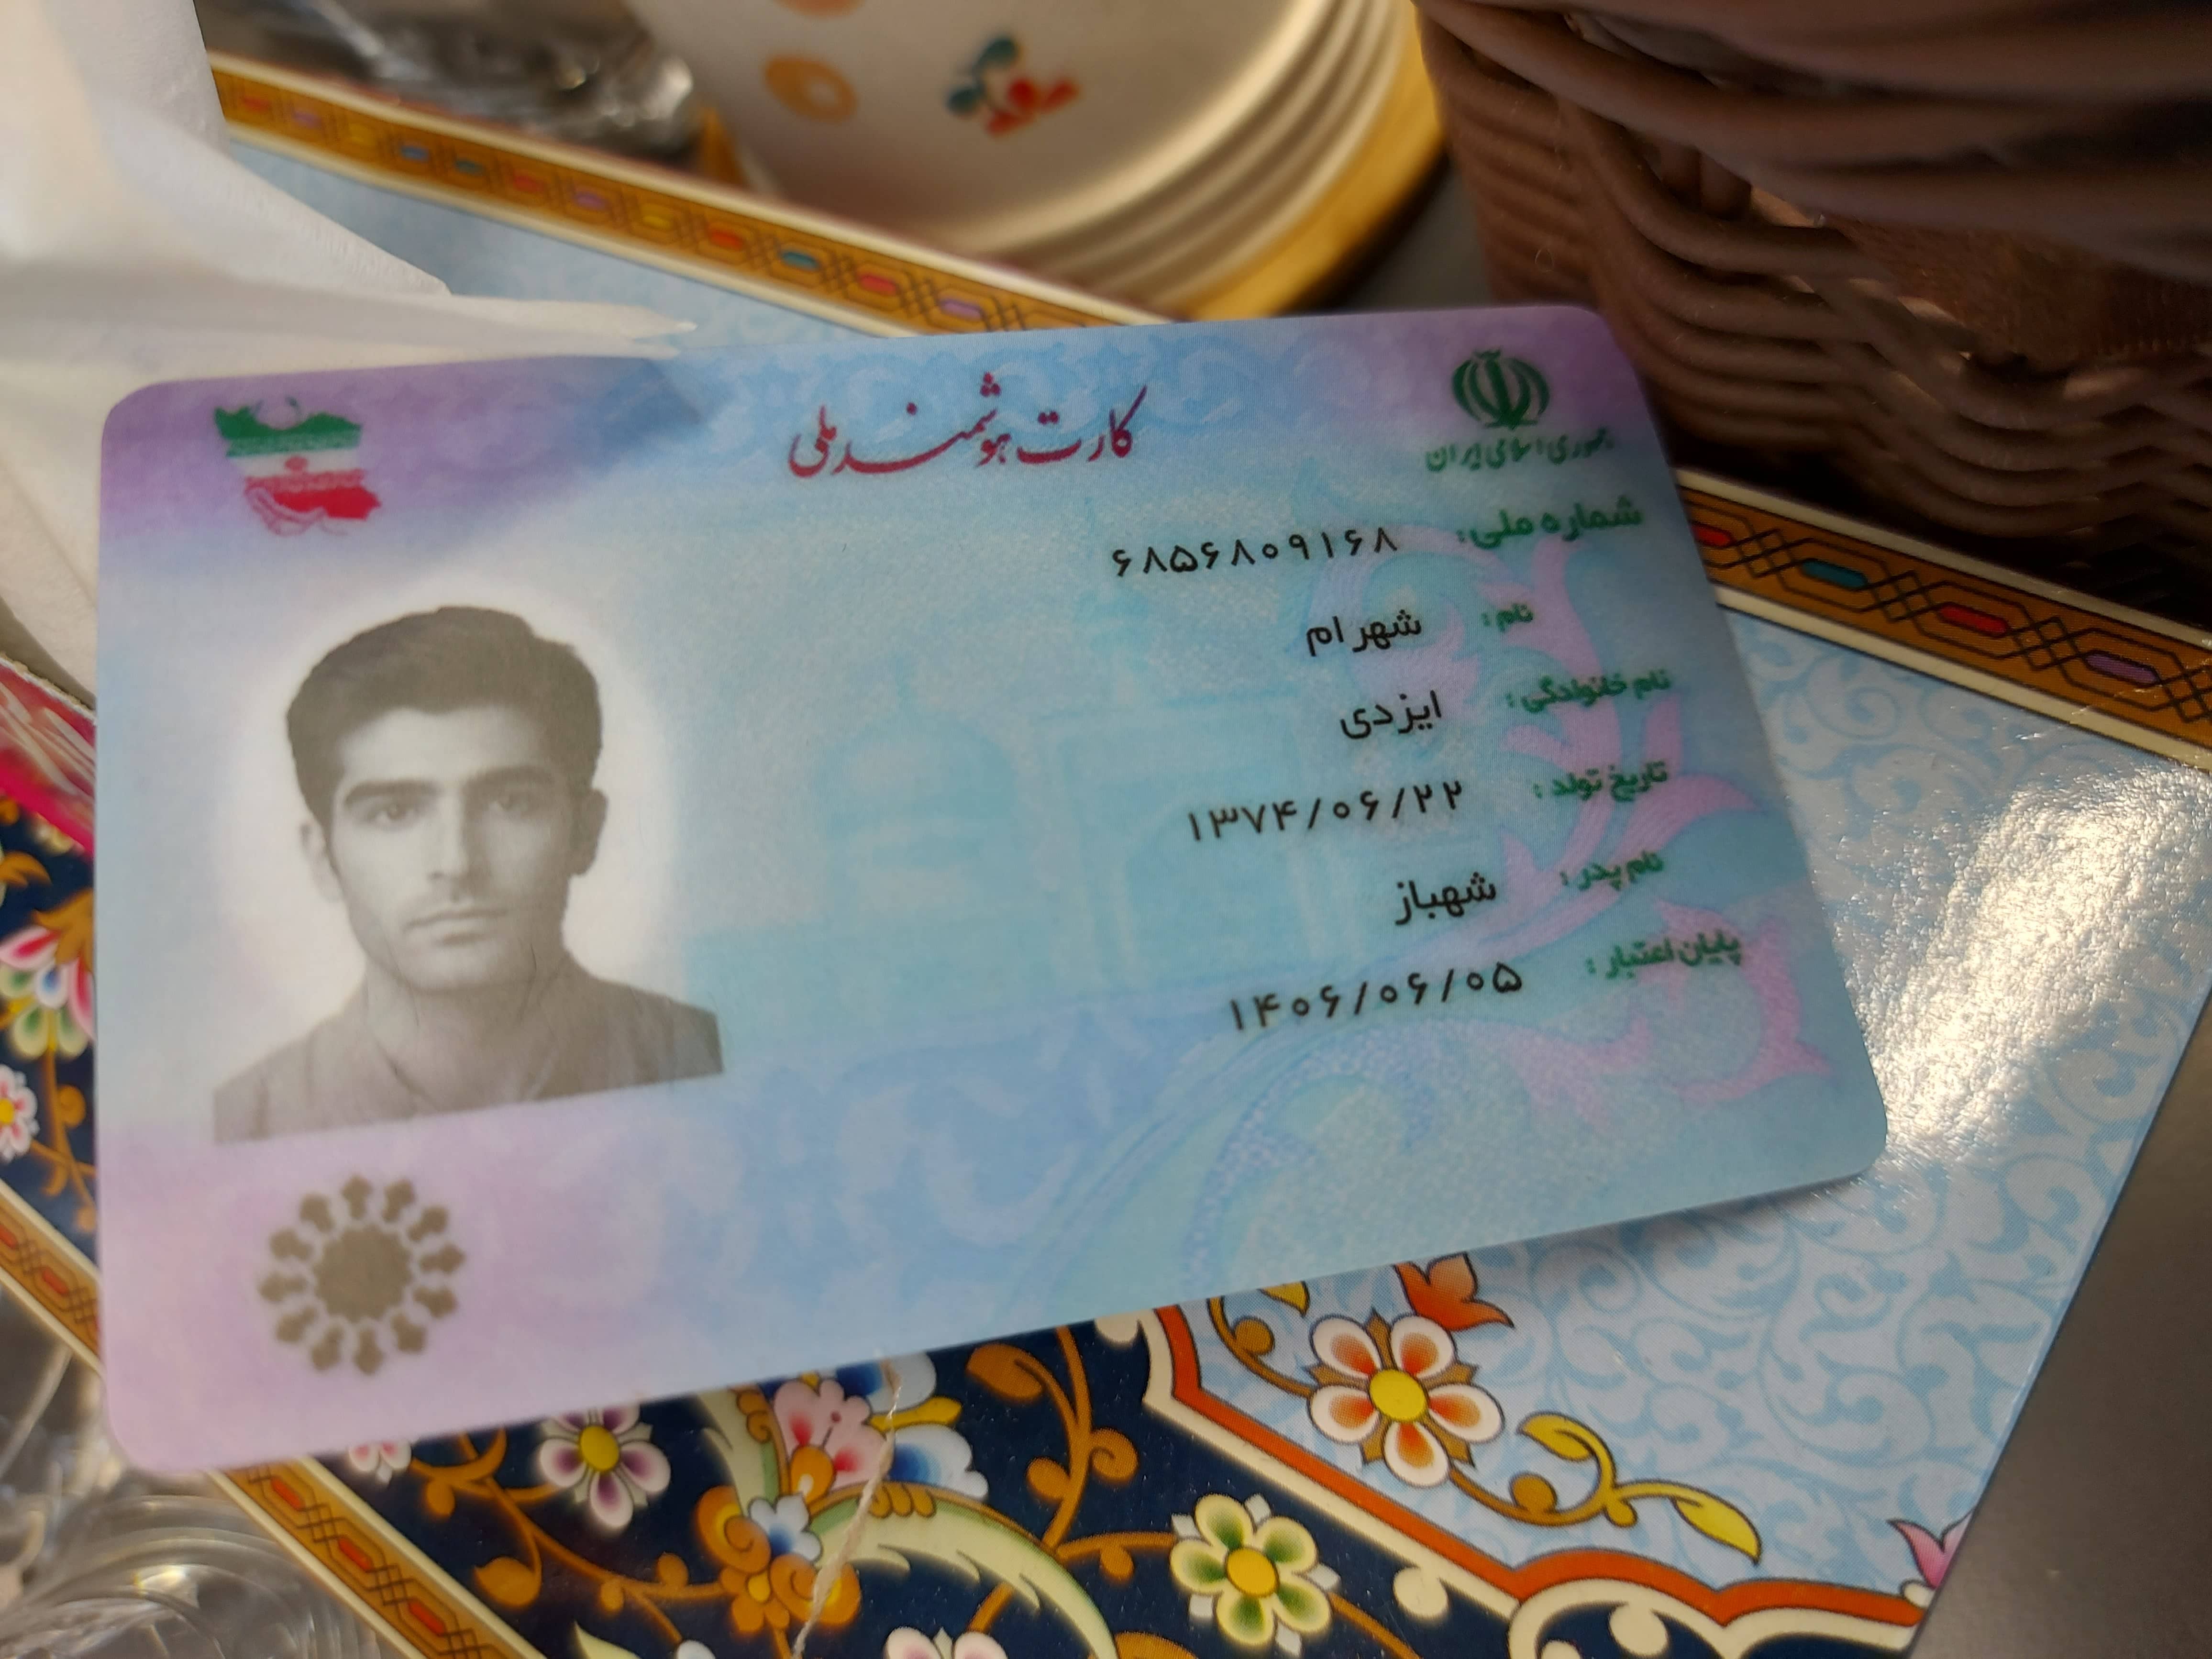 جمهوری اسلامی ایران
کارت هوشمند ملی
شماره ملی: ۶۸۵۶۸۰۹۱۶۸
نام: شهرام
نام خانوادگی: ایزدی
تاریخ تولد: ۱۳۷۴/۰۶/۲۲
نام پدر: شهباز
پایان اعتبار: ۱۴۰۶/۰۶/۰۵